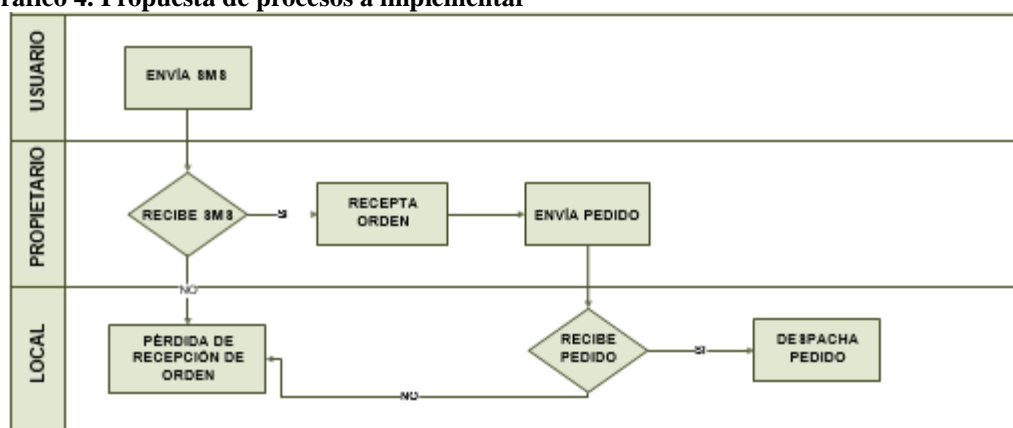 ráfico 4. Propuesta de procesos a implementar
USUARIO
ENVÍA SMS
PROPIETARIO
RECIBE SMS
SI
RECEPTA
ORDEN
ENVÍA PEDIDO
NO
LOCAL
PÉRDIDA DE
RECEPCIÓN DE
ORDEN
RECIBE
PEDIDO
SI
DESPACHA
PEDIDO
NO